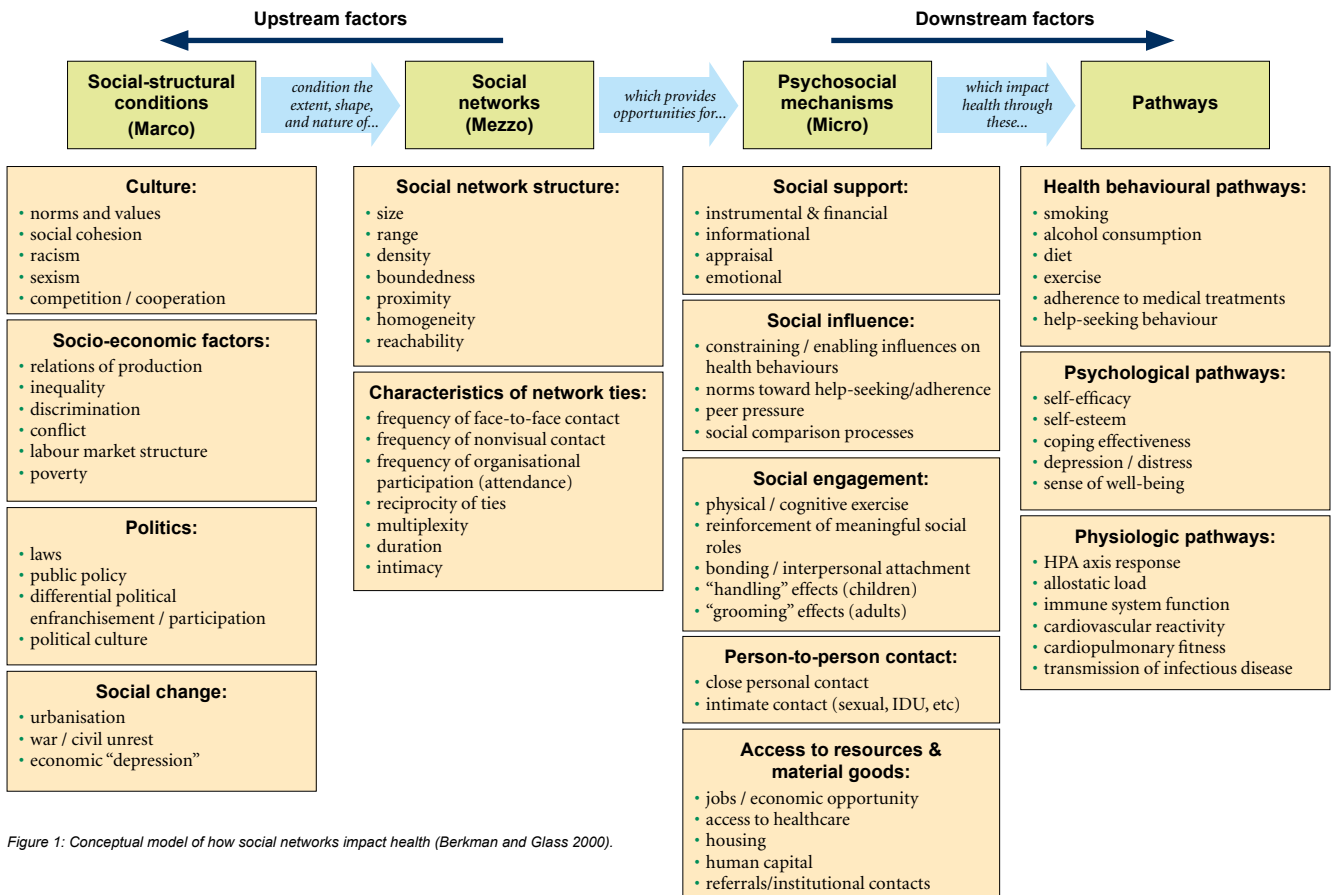 Upstream factors
Downstream factors
Social-structural
conditions
(Marco)
condition the
extent, shape,
and nature of...
Social
networks
(Mezzo)
which provides
opportunities for...
Psychosocial
mechanisms
(Micro)
which impact
health through
these...
Pathways
Culture:
• norms and values
• social cohesion
• racism
• sexism
• competition / cooperation
Socio-economic factors:
• relations of production
• inequality
• discrimination
• conflict
• labour market structure
• poverty
Politics:
• laws
• public policy
• differential political
enfranchisement / participation
• political culture
Social change:
• urbanisation
• war / civil unrest
• economic “depression”
Social network structure:
• size
• range
• density
• boundedness
• proximity
• homogeneity
• reachability
Characteristics of network ties:
• frequency of face-to-face contact
• frequency of nonvisual contact
• frequency of organisational
participation (attendance)
• reciprocity of ties
• multiplexity
• duration
• intimacy
Social support:
• instrumental & financial
• informational
• appraisal
• emotional
Social influence:
• constraining / enabling influences on
health behaviours
• norms toward help-seeking/adherence
• peer pressure
• social comparison processes
Social engagement:
• physical / cognitive exercise
• reinforcement of meaningful social
roles
• bonding / interpersonal attachment
• “handling” effects (children)
• “grooming” effects (adults)
Person-to-person contact:
• close personal contact
• intimate contact (sexual, IDU, etc)
Access to resources &
material goods:
• jobs / economic opportunity
• access to healthcare
• housing
• human capital
• referrals/institutional contacts
Health behavioural pathways:
• smoking
• alcohol consumption
• diet
• exercise
• adherence to medical treatments
• help-seeking behaviour
Psychological pathways:
• self-efficacy
• self-esteem
• coping effectiveness
• depression / distress
• sense of well-being
Physiologic pathways:
• HPA axis response
• allostatic load
• immune system function
• cardiovascular reactivity
• cardiopulmonary fitness
• transmission of infectious disease
Figure 1: Conceptual model of how social networks impact health (Berkman and Glass 2000).